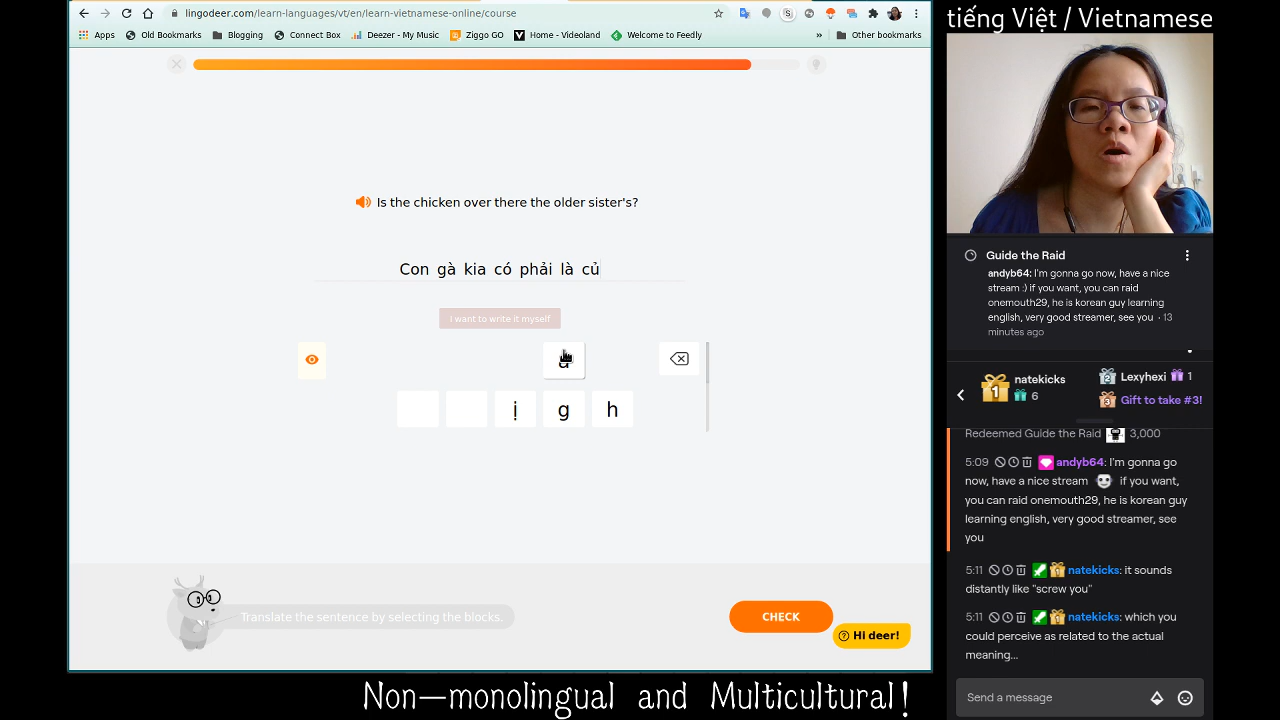 lingodeer.com/learn-languages/vt/en/learn-vietnamese-online/course
Apps Old Bookmarks Blogging Connect Box Deezer - My Music Ziggo GO Home - Videoland Welcome to Feedly » Other bookmarks
Is the chicken over there the older sister's?
Con gà kia có phải là củ
I want to write it myself
ị g h
Translate the sentence by selecting the blocks.
CHECK
Hi deer!
Non-monolingual and Multicultural!
tiếng Việt / Vietnamese
Guide the Raid
andyb64: I'm gonna go now, have a nice
stream :) if you want, you can raid
onemouth29, he is korean guy learning
english, very good streamer, see you · 13
minutes ago
1 natekicks
6
2 Lexyhexi 1
3 Gift to take #3!
Redeemed Guide the Raid 3,000
5:09 andyb64: I'm gonna go
now, have a nice stream if you want,
you can raid onemouth29, he is korean guy
learning english, very good streamer, see
you
5:11 natekicks: it sounds
distantly like "screw you"
5:11 natekicks: which you
could perceive as related to the actual
meaning...
Send a message